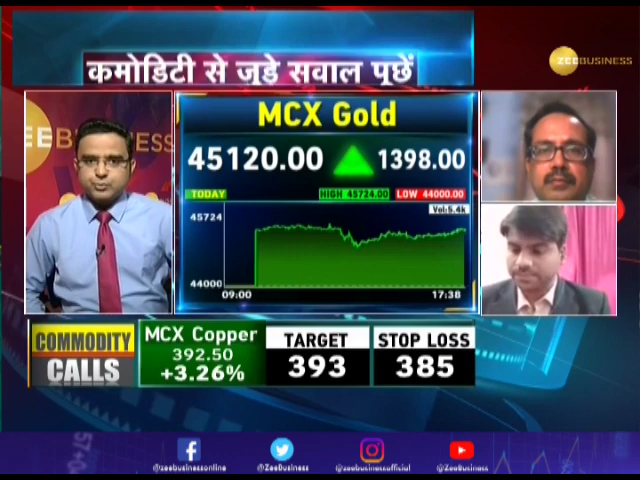 कमोडिटी से जुड़े सवाल पूछें
ZEEBUSINESS
EE
BUSINESS
MCX Gold
45120.00 1398.00
TODAY HIGH 45724.00 LOW 44000.00
Vol:5.4k
45724
44000
09:00 17:38
COMMODITY
CALLS
MCX Copper
392.50
+3.26%
TARGET
393
STOP LOSS
385
@zeebusinessonline @ZeeBusiness @zeebusinessofficial @ZeeBusiness